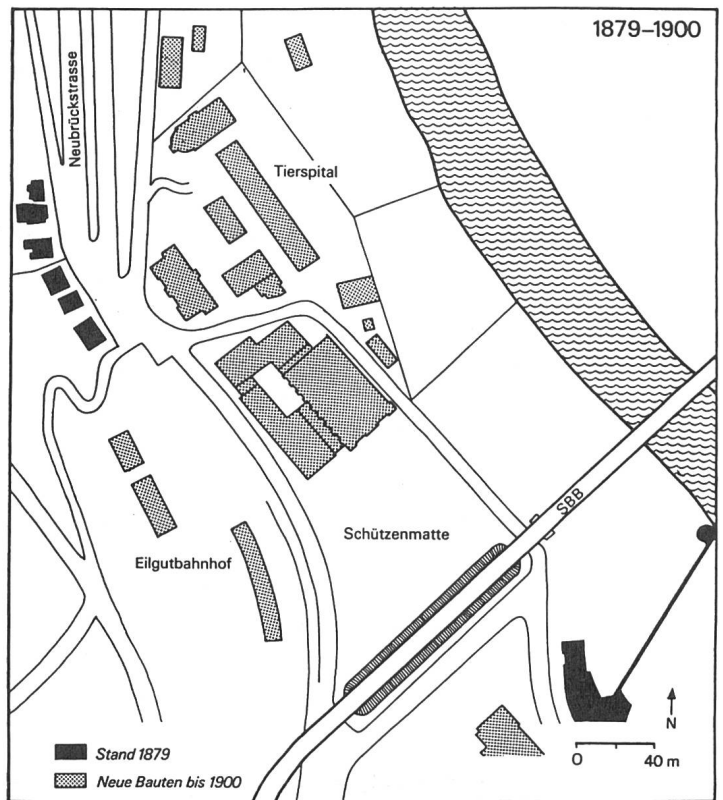 1879–1900
Neubrückstrasse
Tierspital
SBB
Schützenmatte
Eilgutbahnhof
N
Stand 1879
0 40 m
Neue Bauten bis 1900